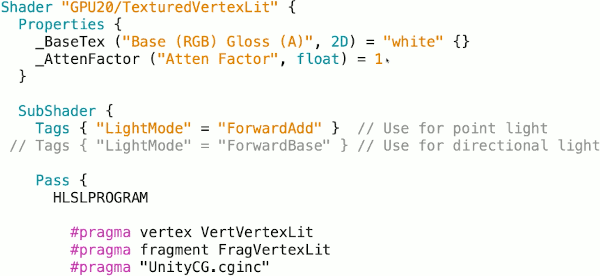 Shader "GPU20/TexturedVertexLit" {
Properties {
_BaseTex ("Base (RGB) Gloss (A)", 2D) = "white" {}
_AttenFactor ("Atten Factor", float) = 1
}
SubShader {
Tags { "LightMode" = "ForwardAdd" } // Use for point light
// Tags { "LightMode" = "ForwardBase" } // Use for directional light
Pass {
HLSLPROGRAM
#pragma vertex VertVertexLit
#pragma fragment FragVertexLit
#pragma "UnityCG.cginc"